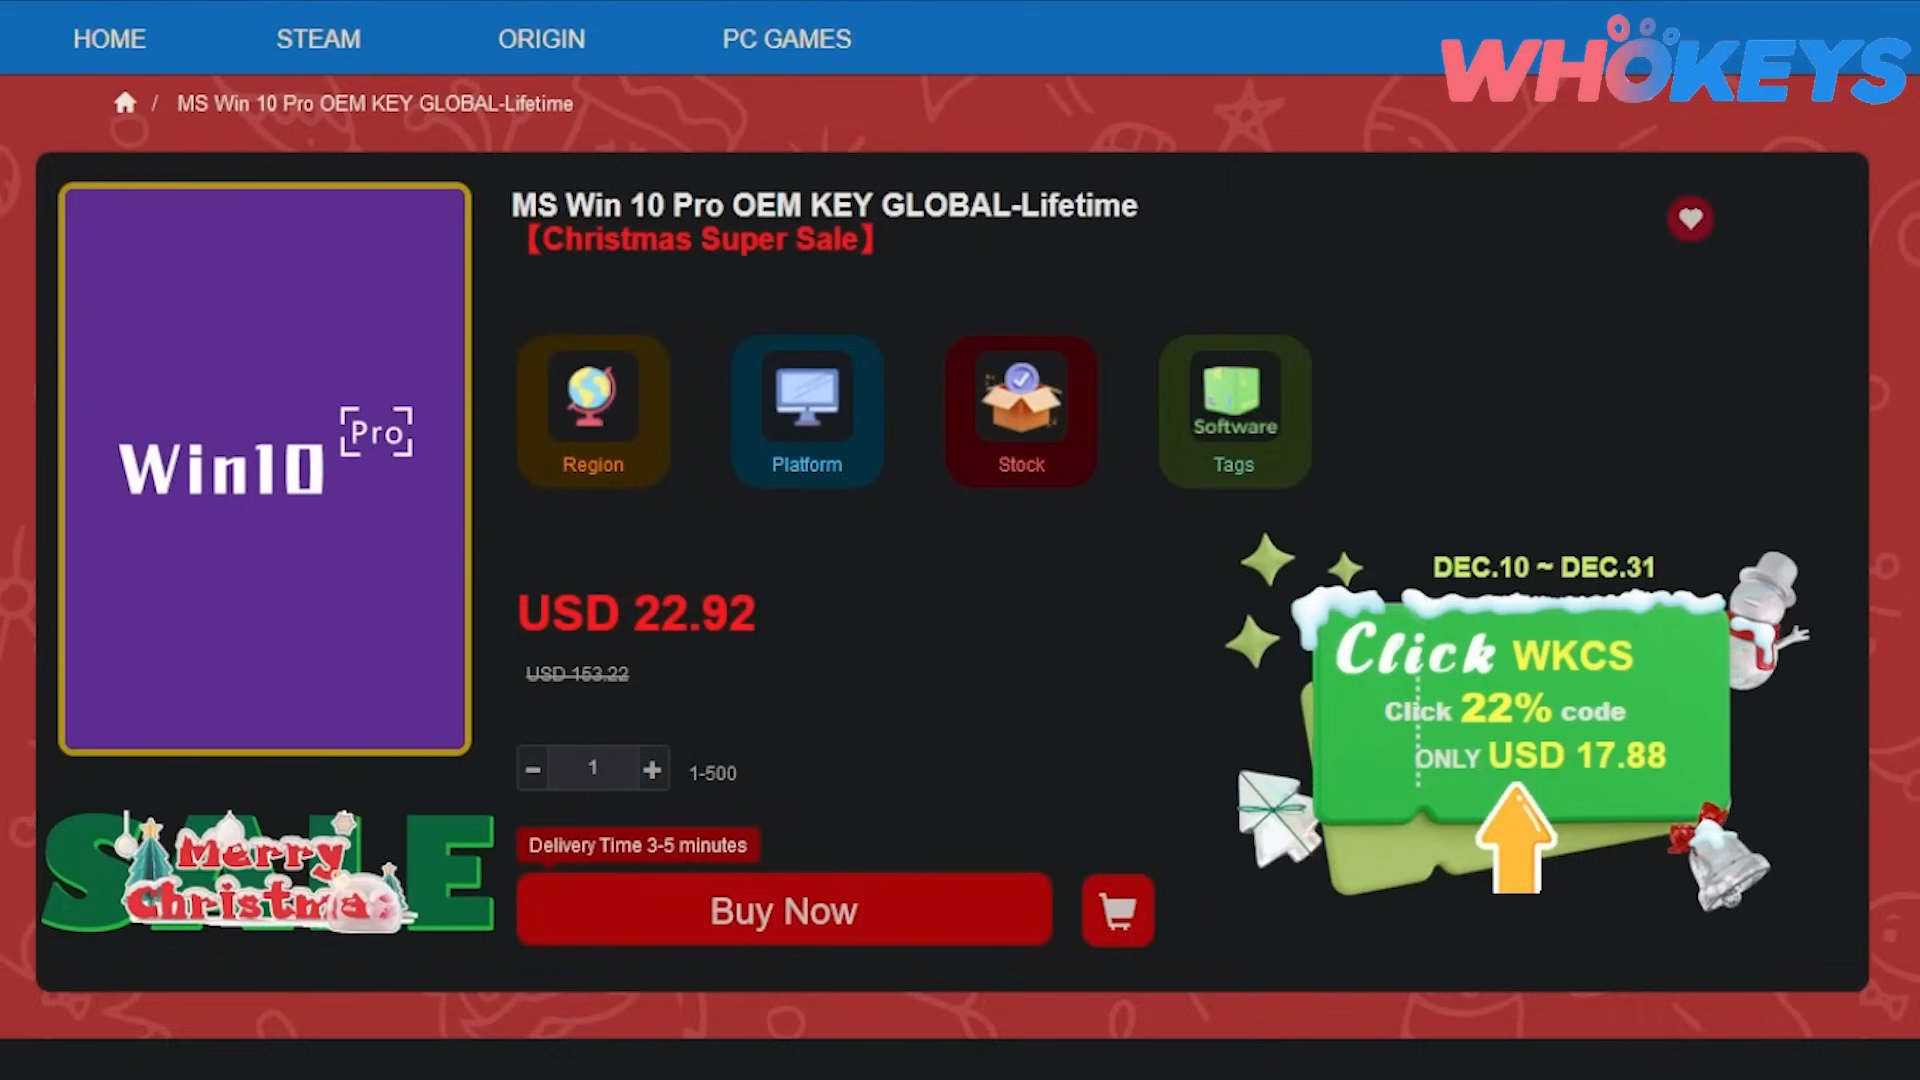 HOME STEAM ORIGIN PC GAMES
WHOKEYS
/ MS Win 10 Pro OEM KEY GLOBAL-Lifetime
MS Win 10 Pro OEM KEY GLOBAL-Lifetime
【Christmas Super Sale】
Win10 Pro
Region
Platform
Stock
Software
Tags
USD 22.92
USD 153.22
- 1 + 1-500
Delivery Time 3-5 minutes
Buy Now
DEC.10 ~ DEC.31
Click WKCS
Click 22% code
ONLY USD 17.88
SALE
Merry
Christmas